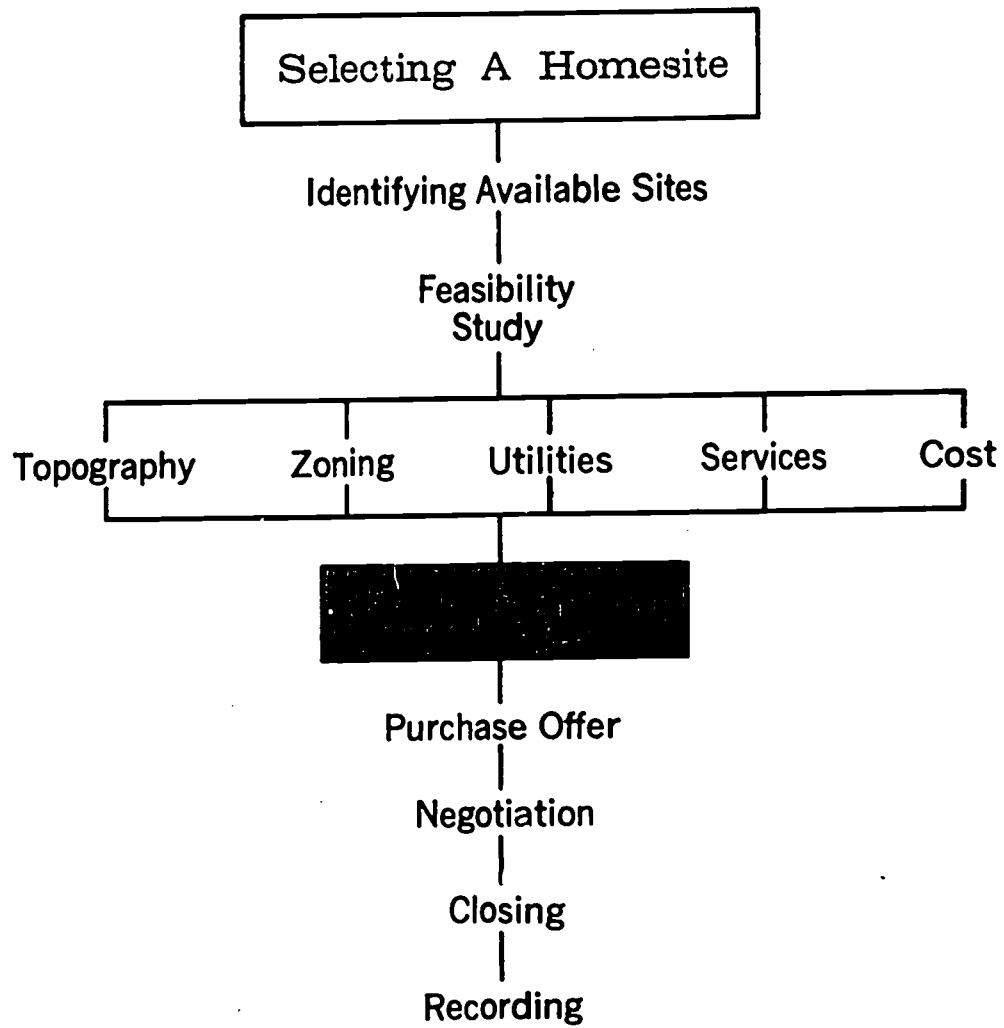 Selecting A Homesite
Identifying Available Sites
Feasibility
Study
Topography Zoning Utilities Services Cost
Purchase Offer
Negotiation
Closing
Recording